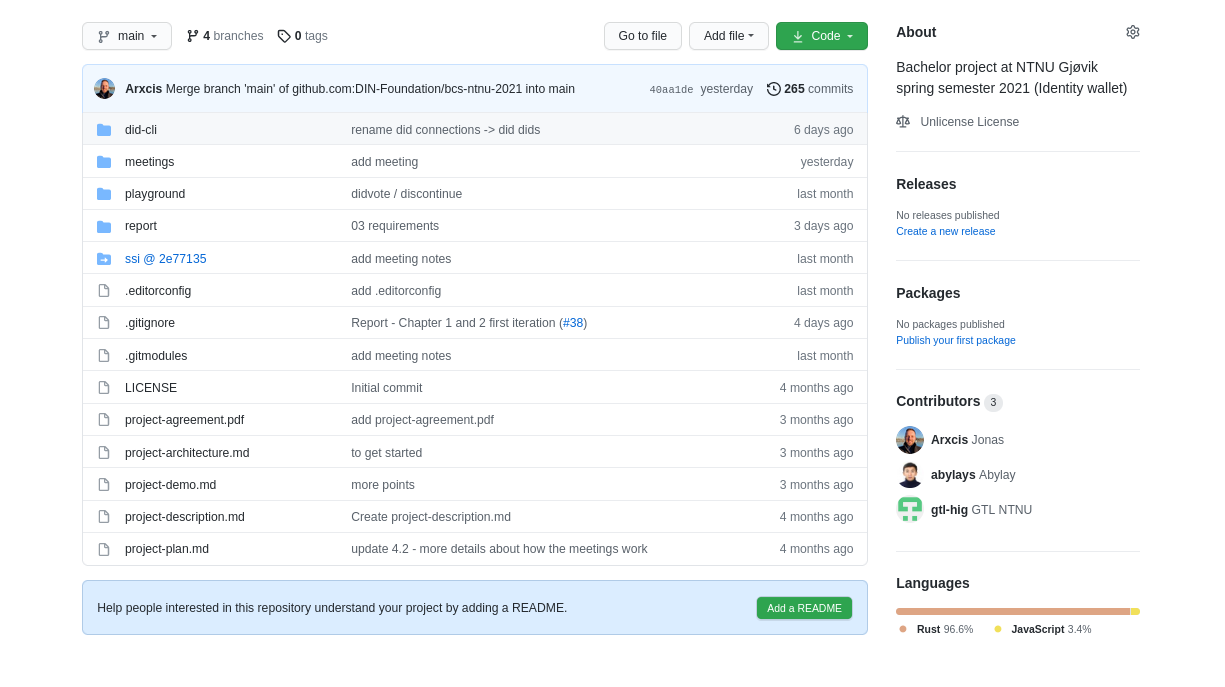 main
4 branches
0 tags
Go to file
Add file
Code
Arxcis Merge branch 'main' of github.com:DIN-Foundation/bcs-ntnu-2021 into main
40aa1de yesterday
265 commits
did-cli rename did connections -> did dids 6 days ago
meetings add meeting yesterday
playground didvote / discontinue last month
report 03 requirements 3 days ago
ssi @ 2e77135 add meeting notes last month
.editorconfig add .editorconfig last month
.gitignore Report - Chapter 1 and 2 first iteration (#38) 4 days ago
.gitmodules add meeting notes last month
LICENSE Initial commit 4 months ago
project-agreement.pdf add project-agreement.pdf 3 months ago
project-architecture.md to get started 3 months ago
project-demo.md more points 3 months ago
project-description.md Create project-description.md 4 months ago
project-plan.md update 4.2 - more details about how the meetings work 4 months ago
Help people interested in this repository understand your project by adding a README.
Add a README
About
Bachelor project at NTNU Gjøvik
spring semester 2021 (Identity wallet)
Unlicense License
Releases
No releases published
Create a new release
Packages
No packages published
Publish your first package
Contributors 3
Arxcis Jonas
abylays Abylay
gtl-hig GTL NTNU
Languages
Rust 96.6%
JavaScript 3.4%